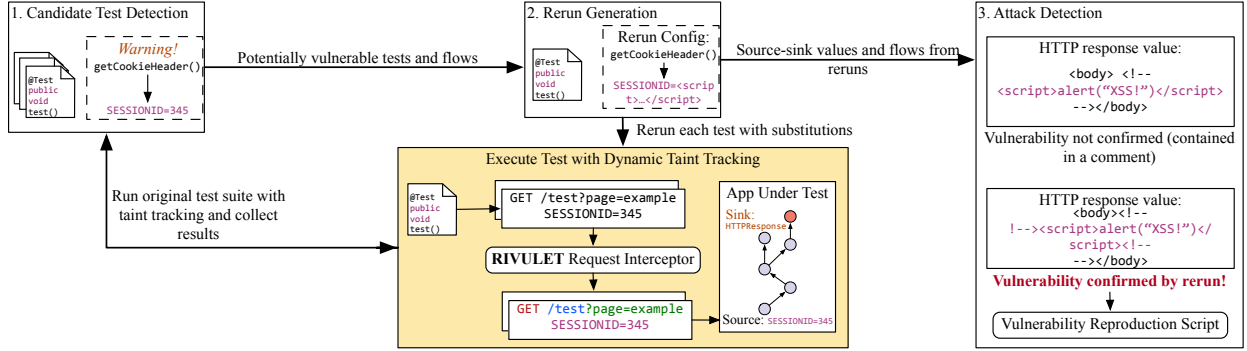 1. Candidate Test Detection
Warning!
getCookieHeader()
SESSIONID=345
@Test
public
void
test()
Potentially vulnerable tests and flows
2. Rerun Generation
Rerun Config:
getCookieHeader()
SESSIONID=<scrip
t>…</script>
@Test
public
void
test()
Source-sink values and flows from
reruns
3. Attack Detection
HTTP response value:
<body> <!--
<script>alert(“XSS!”)</script>
--></body>
Vulnerability not confirmed (contained
in a comment)
HTTP response value:
<body><!--
!--><script>alert(“XSS!”)</
script><!--
--></body>
Vulnerability confirmed by rerun!
Vulnerability Reproduction Script
Rerun each test with substitutions
Run original test suite with
taint tracking and collect
results
Execute Test with Dynamic Taint Tracking
@Test
public
void
test()
GET /test?page=example
SESSIONID=345
RIVULET Request Interceptor
GET /test?page=example
SESSIONID=345
App Under Test
Sink:
HTTPResponse
Source: SESSIONID=345